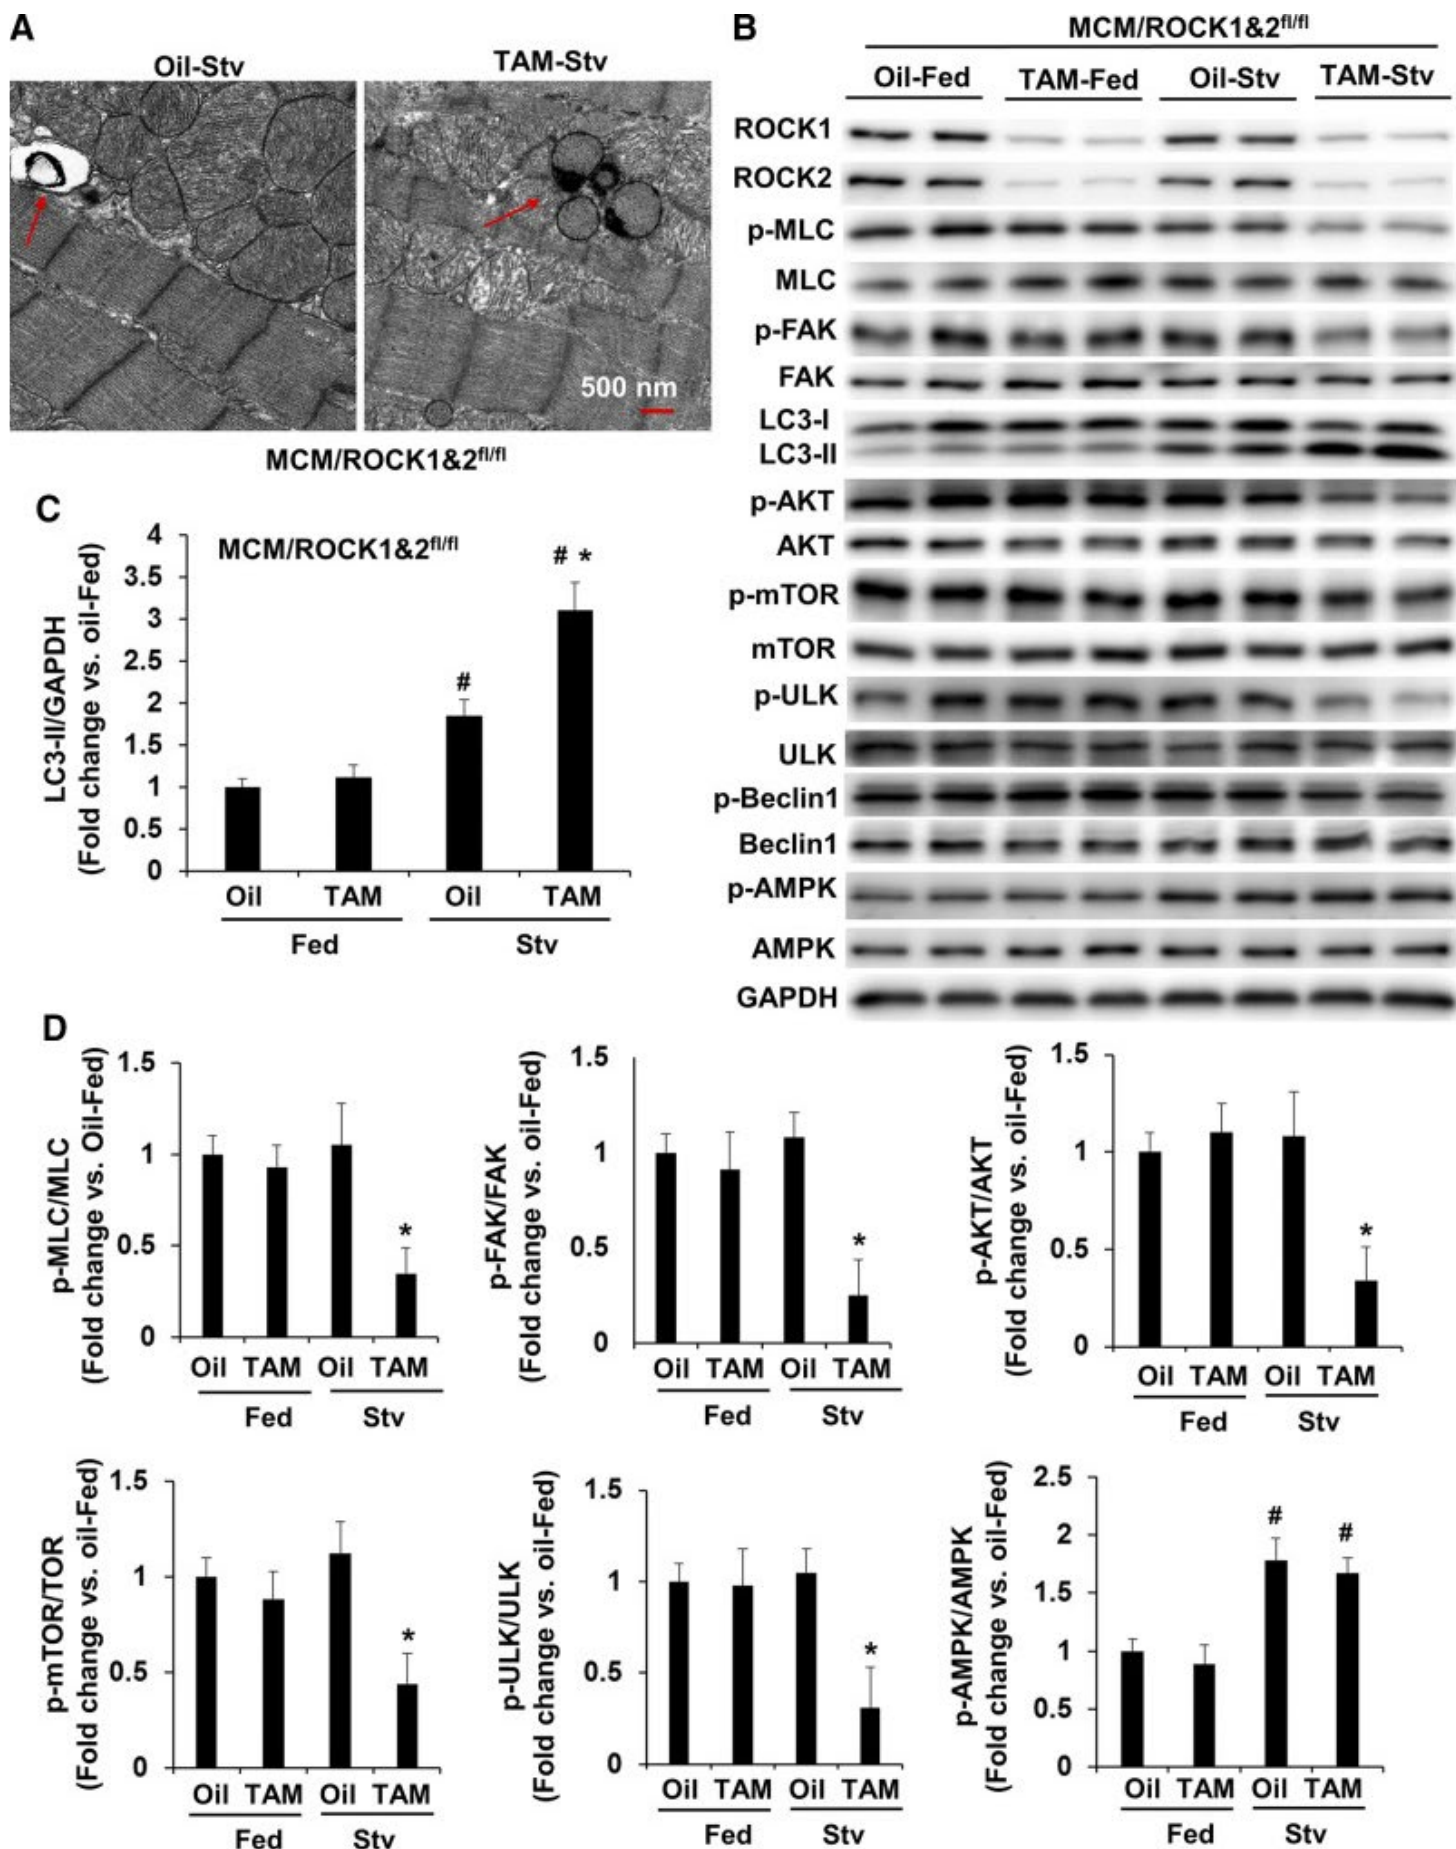 A
Oil-Stv
TAM-Stv
500 nm
MCM/ROCK1&2fl/fl
B
MCM/ROCK1&2fl/fl
Oil-Fed TAM-Fed Oil-Stv TAM-Stv
ROCK1
ROCK2
p-MLC
MLC
p-FAK
FAK
LC3-I
LC3-II
p-AKT
AKT
p-mTOR
mTOR
p-ULK
ULK
p-Beclin1
Beclin1
p-AMPK
AMPK
GAPDH
C
MCM/ROCK1&2fl/fl
LC3-II/GAPDH
(Fold change vs. oil-Fed)
4
3.5
3
2.5
2
1.5
1
0.5
0
#
# *
Oil TAM Oil TAM
Fed Stv
D
p-MLC/MLC
(Fold change vs. Oil-Fed)
1.5
1
0.5
0
*
Oil TAM Oil TAM
Fed Stv
p-FAK/FAK
(Fold change vs. oil-Fed)
1.5
1
0.5
0
*
Oil TAM Oil TAM
Fed Stv
p-AKT/AKT
(Fold change vs. oil-Fed)
1.5
1
0.5
0
*
Oil TAM Oil TAM
Fed Stv
p-mTOR/TOR
(Fold change vs. oil-Fed)
1.5
1
0.5
0
*
Oil TAM Oil TAM
Fed Stv
p-ULK/ULK
(Fold change vs. oil-Fed)
1.5
1
0.5
0
*
Oil TAM Oil TAM
Fed Stv
p-AMPK/AMPK
(Fold change vs. oil-Fed)
2.5
2
1.5
1
0.5
0
# #
Oil TAM Oil TAM
Fed Stv